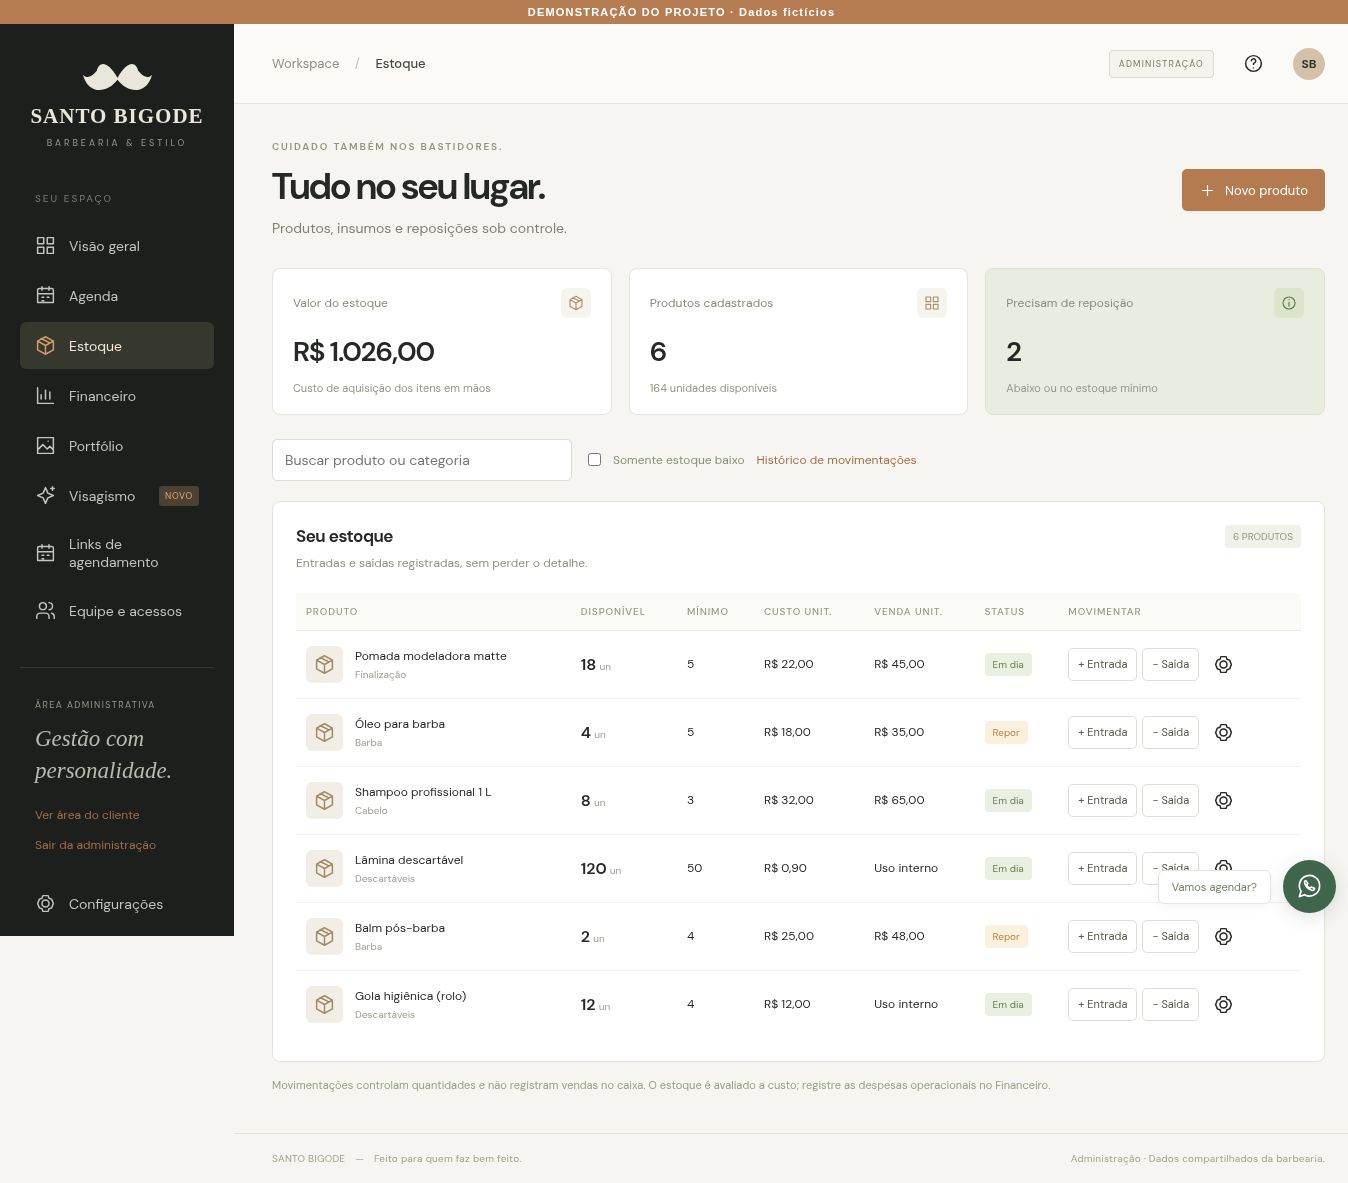 DEMONSTRAÇÃO DO PROJETO · Dados fictícios
SANTO BIGODE
BARBEARIA & ESTILO
SEU ESPAÇO
Visão geral
Agenda
Estoque
Financeiro
Portfólio
Visagismo NOVO
Links de
agendamento
Equipe e acessos
ÁREA ADMINISTRATIVA
Gestão com
personalidade.
Ver área do cliente
Sair da administração
Configurações
Workspace / Estoque
ADMINISTRAÇÃO
SB
CUIDADO TAMBÉM NOS BASTIDORES.
Tudo no seu lugar.
Produtos, insumos e reposições sob controle.
+ Novo produto
Valor do estoque
R$ 1.026,00
Custo de aquisição dos itens em mãos
Produtos cadastrados
6
164 unidades disponíveis
Precisam de reposição
2
Abaixo ou no estoque mínimo
Buscar produto ou categoria
Somente estoque baixo
Histórico de movimentações
Seu estoque
6 PRODUTOS
Entradas e saídas registradas, sem perder o detalhe.
PRODUTO DISPONÍVEL MÍNIMO CUSTO UNIT. VENDA UNIT. STATUS MOVIMENTAR
Pomada modeladora matte
Finalização
18 un 5 R$ 22,00 R$ 45,00 Em dia + Entrada − Saída
Óleo para barba
Barba
4 un 5 R$ 18,00 R$ 35,00 Repor + Entrada − Saída
Shampoo profissional 1 L
Cabelo
8 un 3 R$ 32,00 R$ 65,00 Em dia + Entrada − Saída
Lâmina descartável
Descartáveis
120 un 50 R$ 0,90 Uso interno Em dia + Entrada − Saída
Vamos agendar?
Balm pós-barba
Barba
2 un 4 R$ 25,00 R$ 48,00 Repor + Entrada − Saída
Gola higiênica (rolo)
Descartáveis
12 un 4 R$ 12,00 Uso interno Em dia + Entrada − Saída
Movimentações controlam quantidades e não registram vendas no caixa. O estoque é avaliado a custo; registre as despesas operacionais no Financeiro.
SANTO BIGODE — Feito para quem faz bem feito.
Administração · Dados compartilhados da barbearia.